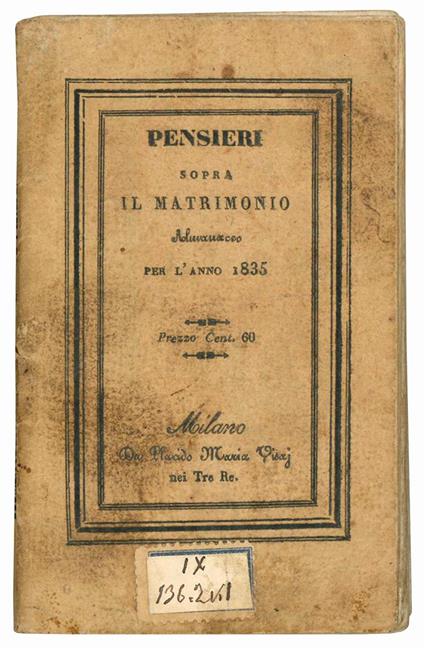 PENSIERI
SOPRA
IL MATRIMONIO
Almanacco
PER L'ANNO 1835
Prezzo Cent. 60
Milano
Da Placido Maria Visaj
nei Tre Re.
IX
136.2